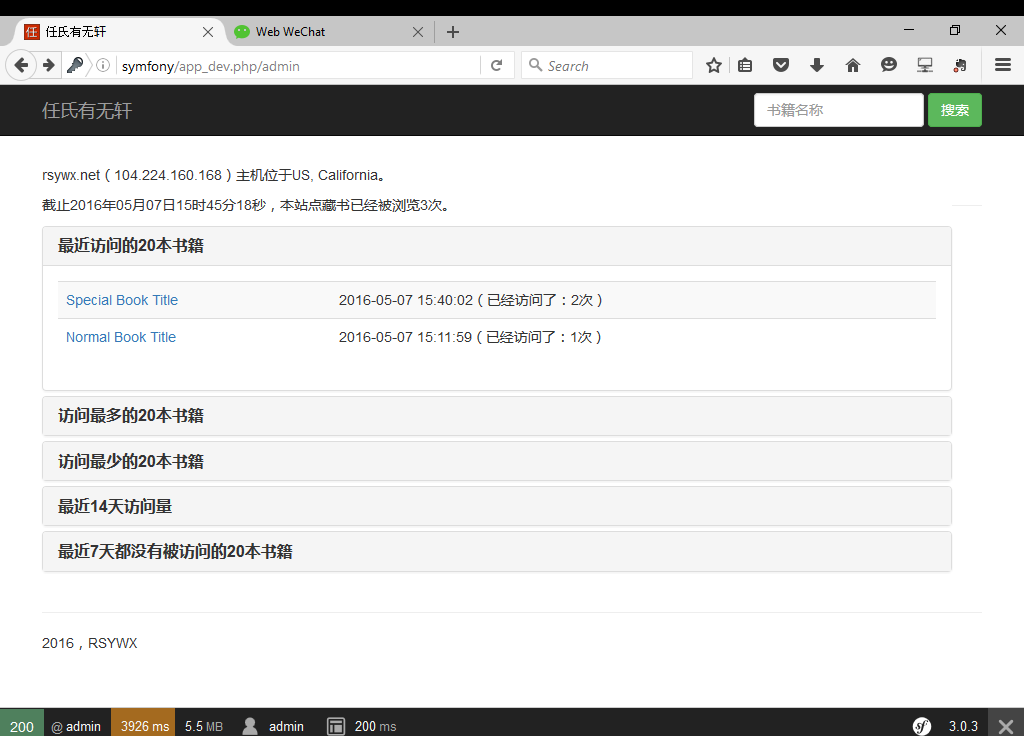 任氏有无轩
Web WeChat
symfony/app_dev.php/admin
Search
任氏有无轩
书籍名称
搜索
rsywx.net（104.224.160.168）主机位于US, California。
截止2016年05月07日15时45分18秒，本站点藏书已经被浏览3次。
最近访问的20本书籍
Special Book Title 2016-05-07 15:40:02（已经访问了：2次）
Normal Book Title 2016-05-07 15:11:59（已经访问了：1次）
访问最多的20本书籍
访问最少的20本书籍
最近14天访问量
最近7天都没有被访问的20本书籍
2016，RSYWX
200 @ admin 3926 ms 5.5 MB admin 200 ms sf 3.0.3